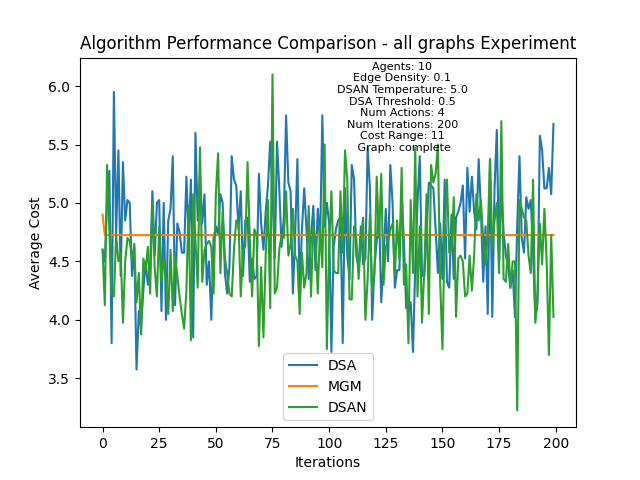 Algorithm Performance Comparison - all graphs Experiment
Agents: 10
Edge Density: 0.1
DSAN Temperature: 5.0
DSA Threshold: 0.5
Num Actions: 4
Num Iterations: 200
Cost Range: 11
Graph: complete
Average Cost
6.0
5.5
5.0
4.5
4.0
3.5
DSA
MGM
DSAN
0 25 50 75 100 125 150 175 200
Iterations